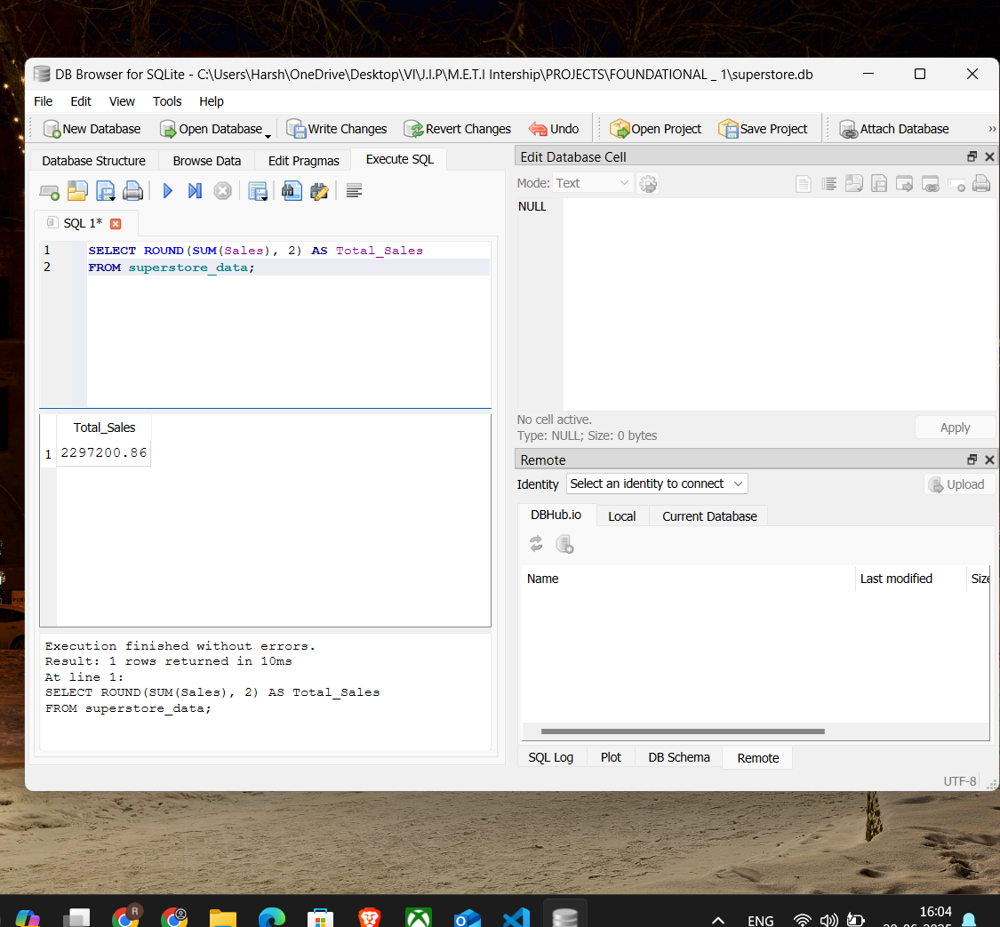 DB Browser for SQLite - C:\Users\Harsh\OneDrive\Desktop\VI\J.I.P\M.E.T.I Intership\PROJECTS\FOUNDATIONAL _ 1\superstore.db
File Edit View Tools Help
New Database Open Database Write Changes Revert Changes Undo Open Project Save Project Attach Database »
Database Structure Browse Data Edit Pragmas Execute SQL
SQL 1*
1 SELECT ROUND(SUM(Sales), 2) AS Total_Sales
2 FROM superstore_data;
Total_Sales
1 2297200.86
Execution finished without errors.
Result: 1 rows returned in 10ms
At line 1:
SELECT ROUND(SUM(Sales), 2) AS Total_Sales
FROM superstore_data;
Edit Database Cell
Mode: Text
NULL
No cell active.
Type: NULL; Size: 0 bytes
Apply
Remote
Identity Select an identity to connect Upload
DBHub.io Local Current Database
Name Last modified Size
SQL Log Plot DB Schema Remote
UTF-8
R
ENG
16:04